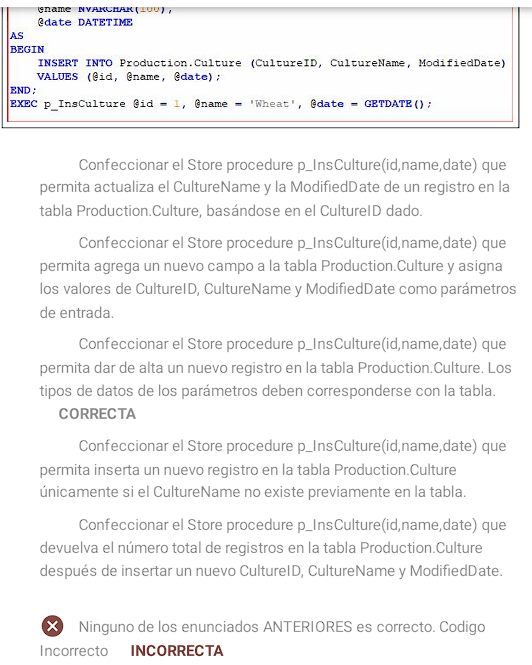 @name NVARCHAR(100),
@date DATETIME
AS
BEGIN
INSERT INTO Production.Culture (CultureID, CultureName, ModifiedDate)
VALUES (@id, @name, @date);
END;
EXEC p_InsCulture @id = 1, @name = 'Wheat', @date = GETDATE();
Confeccionar el Store procedure p_InsCulture(id,name,date) que
permita actualiza el CultureName y la ModifiedDate de un registro en la
tabla Production.Culture, basándose en el CultureID dado.
Confeccionar el Store procedure p_InsCulture(id,name,date) que
permita agrega un nuevo campo a la tabla Production.Culture y asigna
los valores de CultureID, CultureName y ModifiedDate como parámetros
de entrada.
Confeccionar el Store procedure p_InsCulture(id,name,date) que
permita dar de alta un nuevo registro en la tabla Production.Culture. Los
tipos de datos de los parámetros deben corresponderse con la tabla.
CORRECTA
Confeccionar el Store procedure p_InsCulture(id,name,date) que
permita inserta un nuevo registro en la tabla Production.Culture
únicamente si el CultureName no existe previamente en la tabla.
Confeccionar el Store procedure p_InsCulture(id,name,date) que
devuelva el número total de registros en la tabla Production.Culture
después de insertar un nuevo CultureID, CultureName y ModifiedDate.
Ninguno de los enunciados ANTERIORES es correcto. Codigo
Incorrecto INCORRECTA